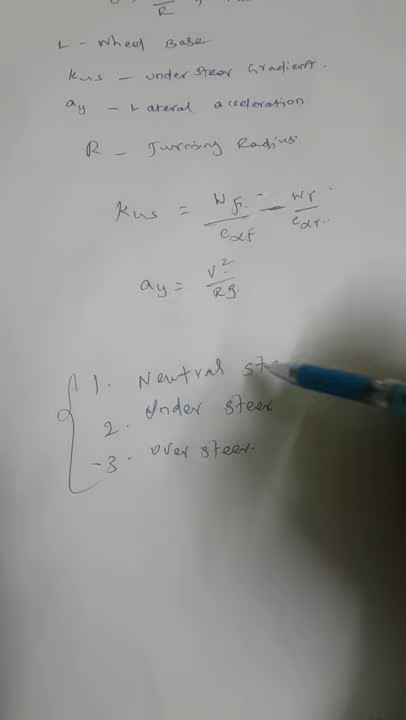 R
L - Wheel Base
Kus - under steer Gradient.
ay - Lateral acceleration.
R - Turning Radius
Kus = Wf/Cαf - Wr/Cαr
ay = V²/Rg
1. Neutral ste
2. Under steer
3. over steer.